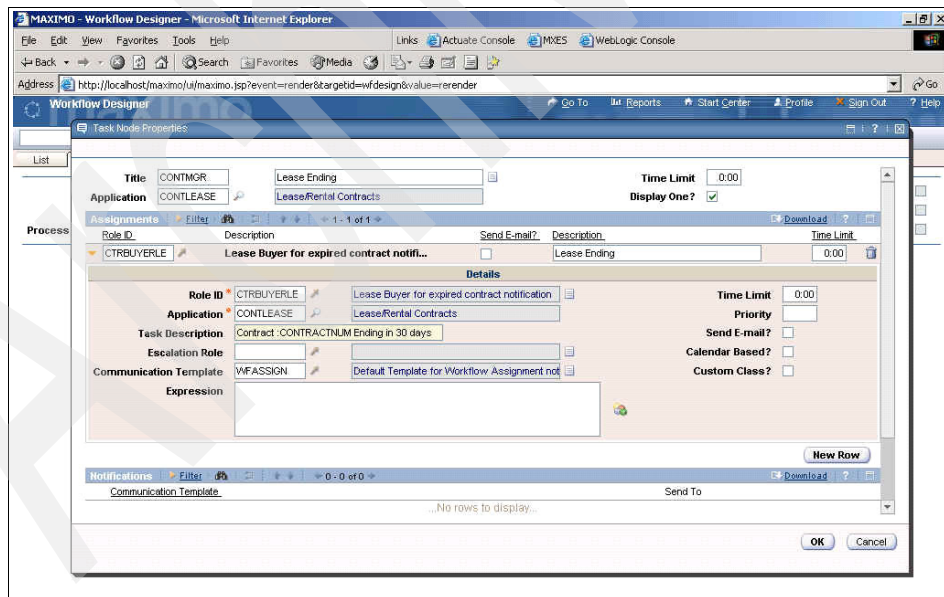 MAXIMO - Workflow Designer - Microsoft Internet Explorer
File Edit View Favorites Tools Help Links Actuate Console MXES WebLogic Console
Back Search Favorites Media
Address http://localhost/maximo/ui/maximo.jsp?event=render&targetid=wfdesign&value=rerender Go
Workflow Designer Go To Reports Start Center Profile Sign Out Help
Task Node Properties
List
Title CONTMGR Lease Ending Time Limit 0:00
Application CONTLEASE Lease/Rental Contracts Display One?
Process
Assignments Filter 1 - 1 of 1 Download
Role ID Description Send E-mail? Description Time Limit
CTRBUYERLE Lease Buyer for expired contract notifi... Lease Ending 0:00
Details
Role ID * CTRBUYERLE Lease Buyer for expired contract notification Time Limit 0:00
Application * CONTLEASE Lease/Rental Contracts Priority
Task Description Contract :CONTRACTNUM Ending in 30 days Send E-mail?
Escalation Role Calendar Based?
Communication Template WFASSIGN Default Template for Workflow Assignment not Custom Class?
Expression
New Row
Notifications Filter 0 - 0 of 0 Download
Communication Template Send To
...No rows to display...
OK Cancel